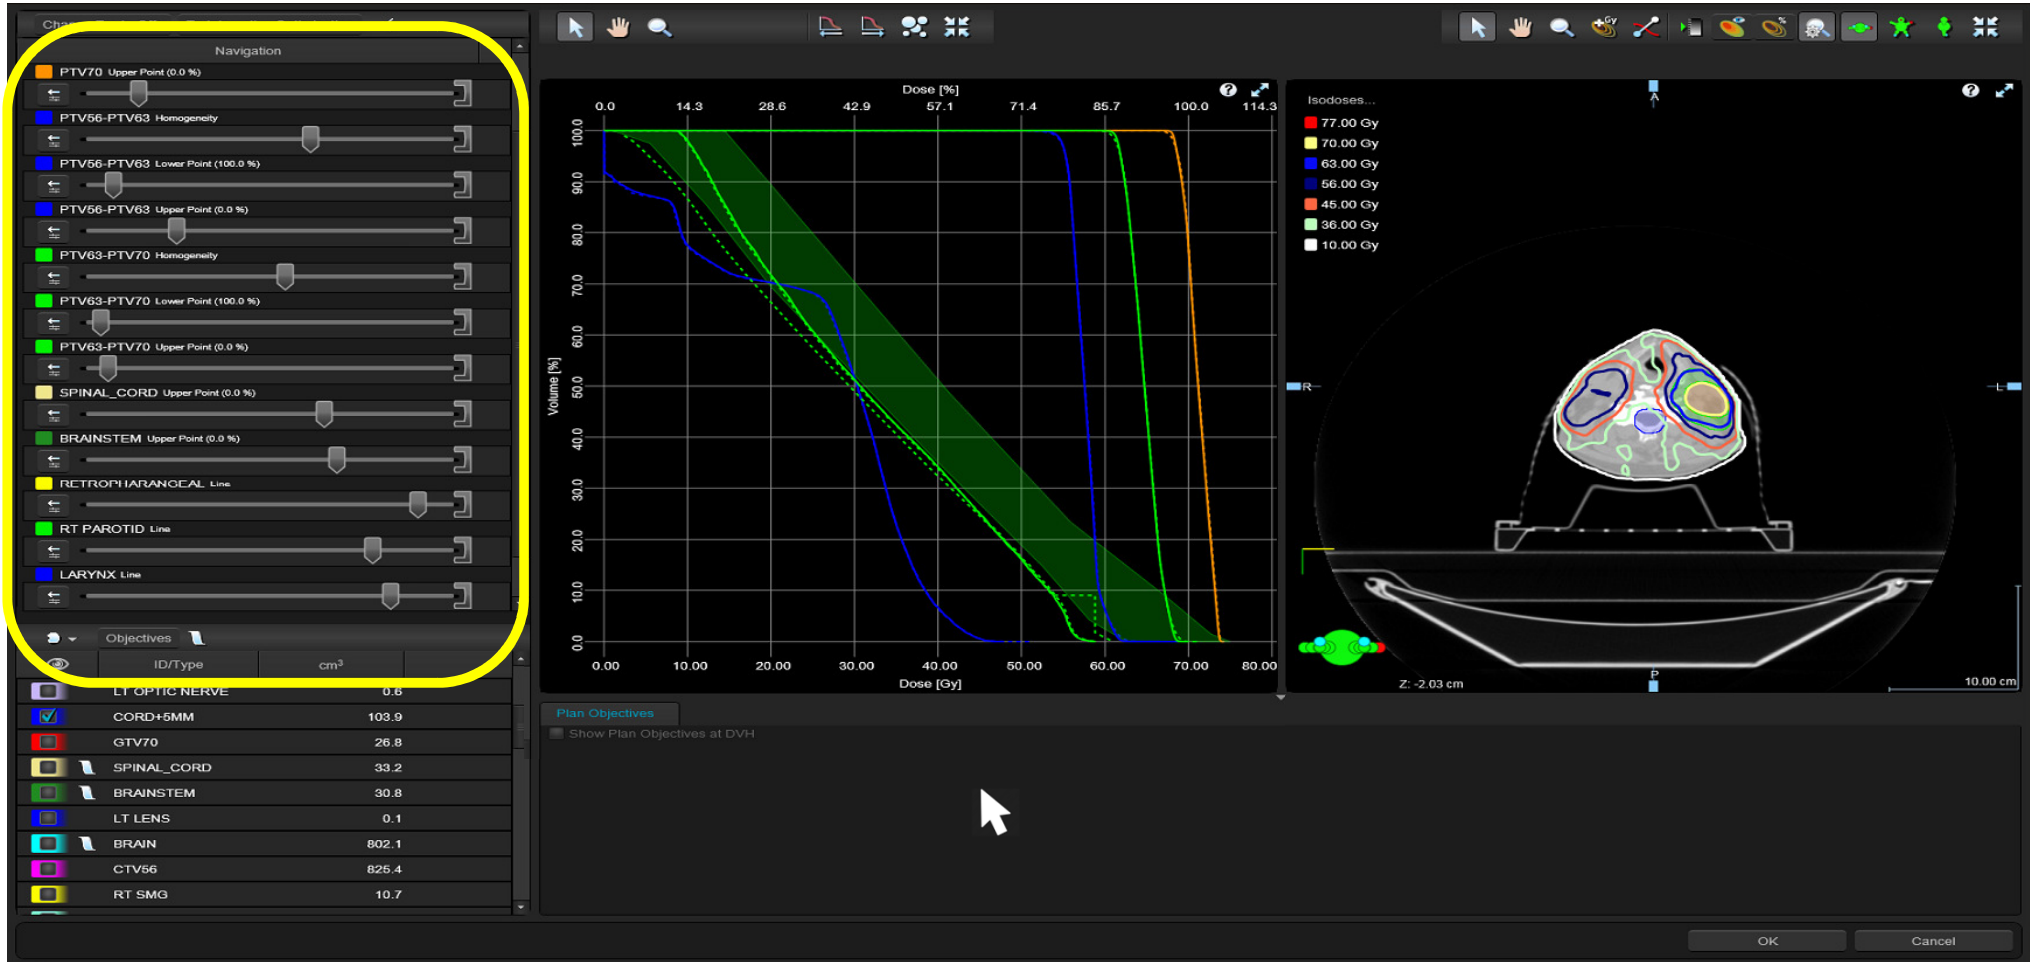 Navigation
PTV70 Upper Point (0.0 %)
PTV56-PTV63 Homogeneity
PTV56-PTV63 Lower Point (100.0 %)
PTV56-PTV63 Upper Point (0.0 %)
PTV63-PTV70 Homogeneity
PTV63-PTV70 Lower Point (100.0 %)
PTV63-PTV70 Upper Point (0.0 %)
SPINAL_CORD Upper Point (0.0 %)
BRAINSTEM Upper Point (0.0 %)
RETROPHARANGEAL Line
RT PAROTID Line
LARYNX Line
Objectives
ID/Type cm³
LT OPTIC NERVE 0.6
CORD+5MM 103.9
GTV70 26.8
SPINAL_CORD 33.2
BRAINSTEM 30.8
LT LENS 0.1
BRAIN 802.1
CTV56 825.4
RT SMG 10.7
Dose [%]
0.0 14.3 28.6 42.9 57.1 71.4 85.7 100.0 114.3
Volume [%]
100.0
90.0
80.0
70.0
60.0
50.0
40.0
30.0
20.0
10.0
0.0
0.00 10.00 20.00 30.00 40.00 50.00 60.00 70.00 80.00
Dose [Gy]
Plan Objectives
Show Plan Objectives at DVH
+Gy
%
Isodoses...
77.00 Gy
70.00 Gy
63.00 Gy
56.00 Gy
45.00 Gy
36.00 Gy
10.00 Gy
A
R
L
P
Z: -2.03 cm
10.00 cm
OK Cancel